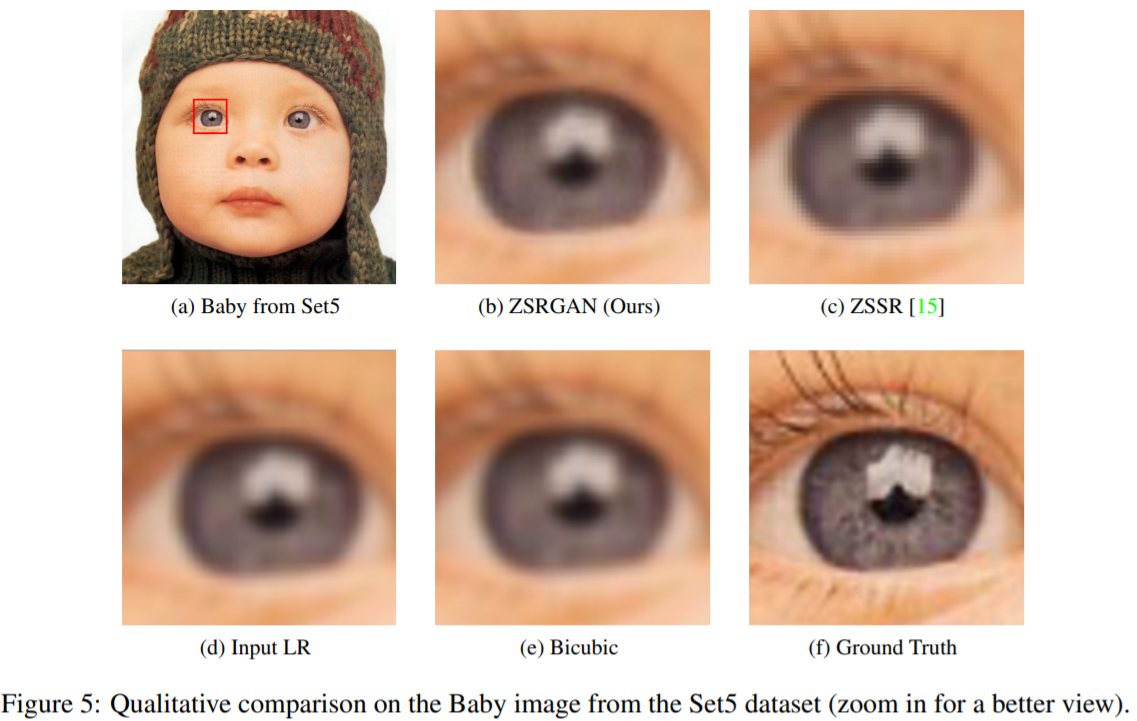 (a) Baby from Set5
(b) ZSRGAN (Ours)
(c) ZSSR [15]
(d) Input LR
(e) Bicubic
(f) Ground Truth
Figure 5: Qualitative comparison on the Baby image from the Set5 dataset (zoom in for a better view).